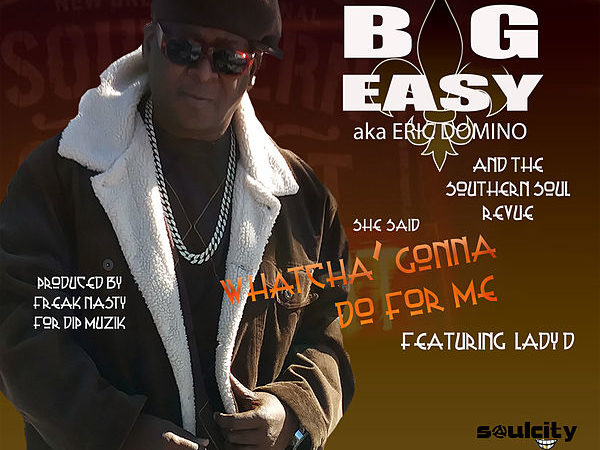 BIG
EASY
aka ERIC DOMINO
AND THE
SOUTHERN SOUL
REVUE
SHE SAID
WHATCHA' GONNA
DO FOR ME
FEATURING LADY D
PRODUCED BY
FREAK NASTY
FOR DIP MUZIK
soulcity